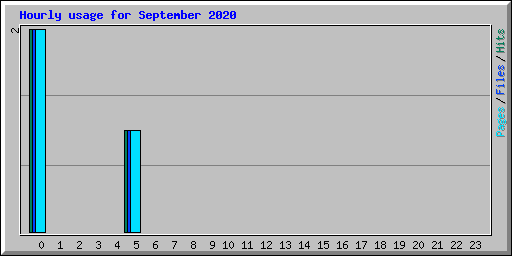 Hourly usage for September 2020
2
Pages/Files/Hits
0 1 2 3 4 5 6 7 8 9 10 11 12 13 14 15 16 17 18 19 20 21 22 23